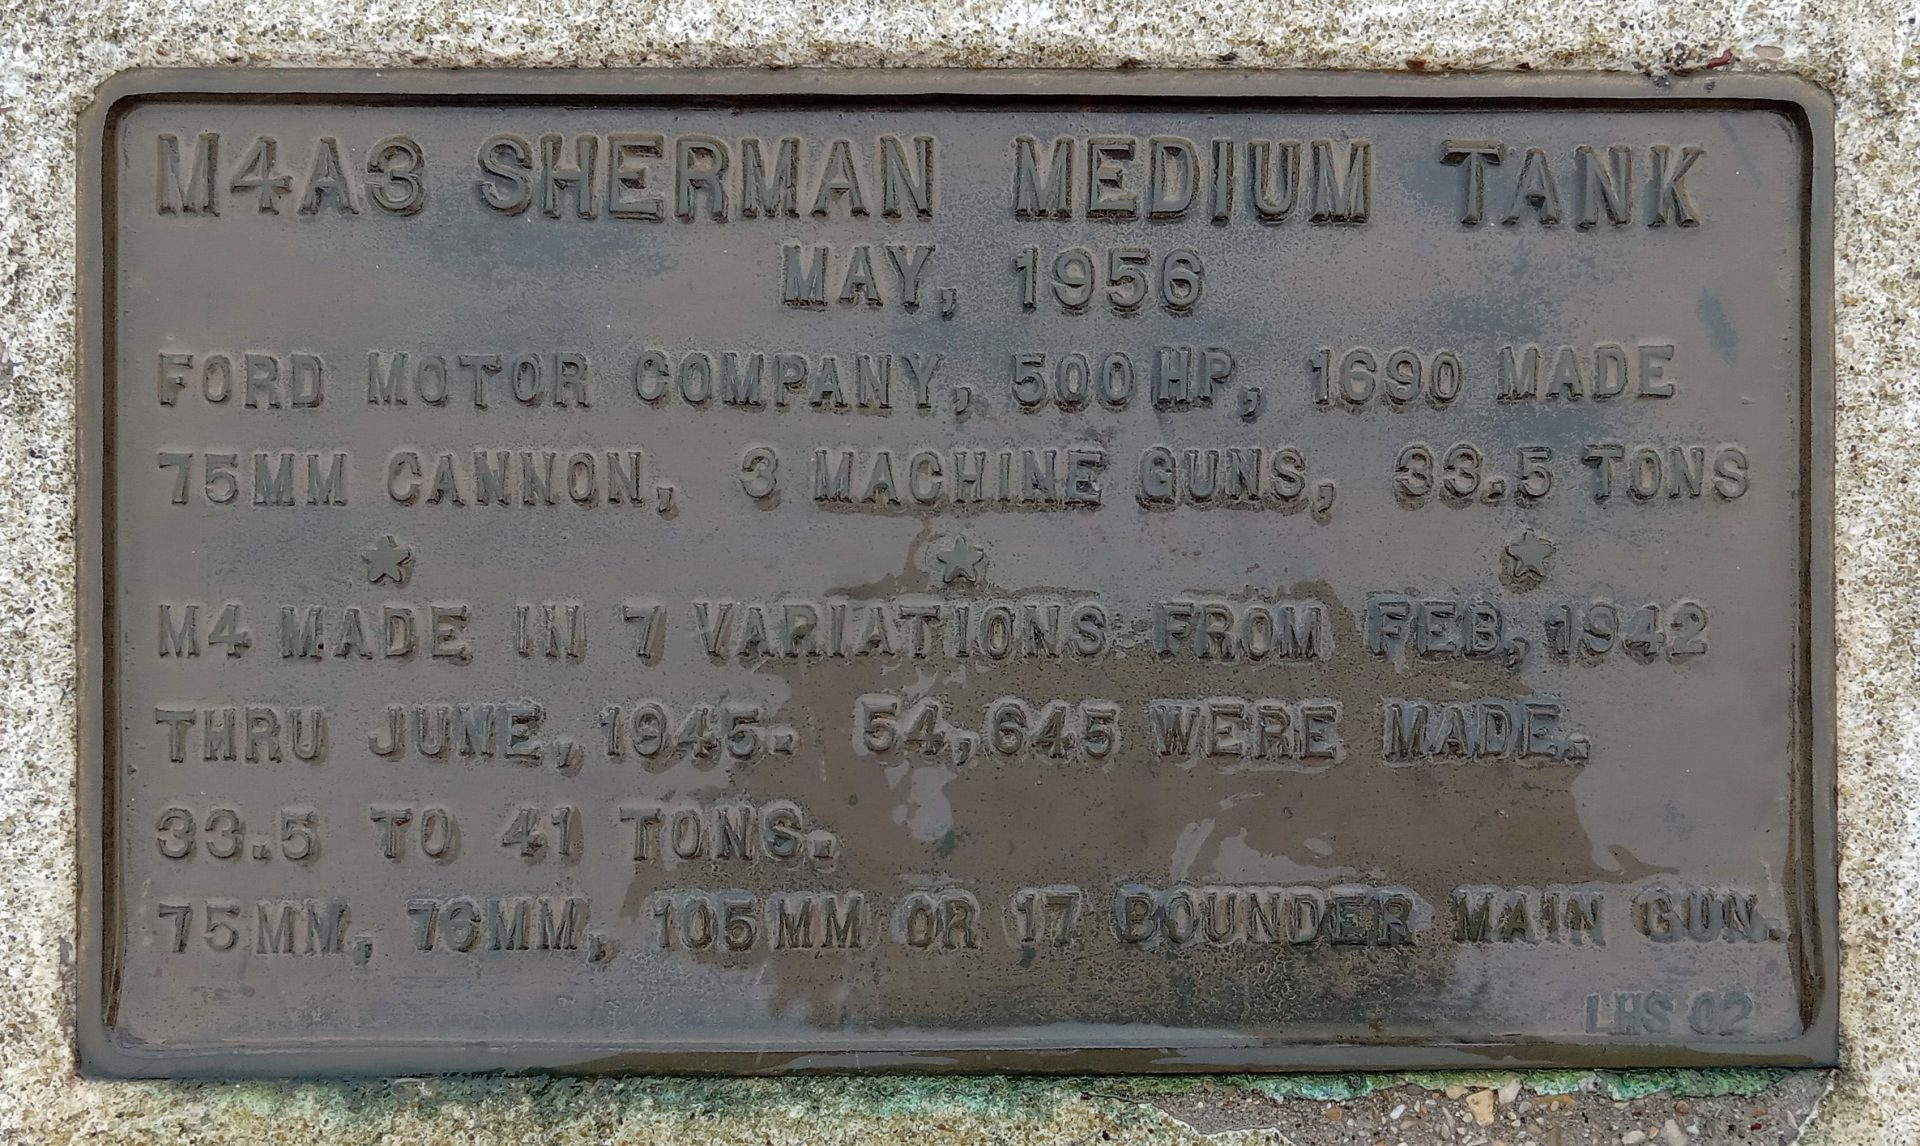 M4A3 SHERMAN MEDIUM TANK
MAY, 1956
FORD MOTOR COMPANY, 500 HP, 1690 MADE
75MM CANNON, 3 MACHINE GUNS, 33.5 TONS
M4 MADE IN 7 VARIATIONS FROM FEB, 1942
THRU JUNE, 1945. 54,645 WERE MADE.
33.5 TO 41 TONS.
75MM, 76MM, 105MM OR 17 BOUNDER MAIN GUN.
LHS 02